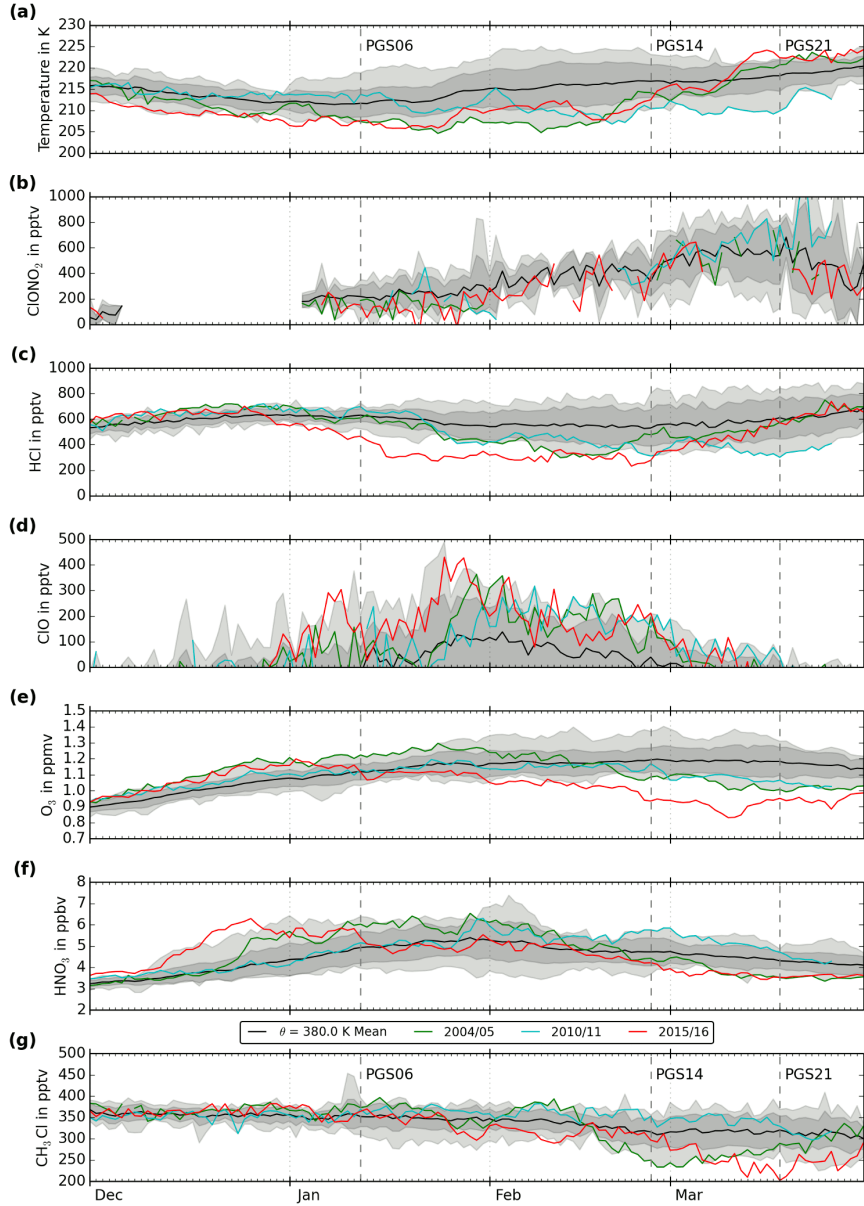 (a)
Temperature in K
230
225
220
215
210
205
200
PGS06
PGS14
PGS21
(b)
ClONO₂ in pptv
1000
800
600
400
200
0
(c)
HCl in pptv
1000
800
600
400
200
0
(d)
ClO in pptv
500
400
300
200
100
0
(e)
O₃ in ppmv
1.5
1.4
1.3
1.2
1.1
1.0
0.9
0.8
0.7
(f)
HNO₃ in ppbv
8
7
6
5
4
3
2
θ = 380.0 K Mean
2004/05
2010/11
2015/16
(g)
CH₃Cl in pptv
500
450
400
350
300
250
200
PGS06
PGS14
PGS21
Dec
Jan
Feb
Mar